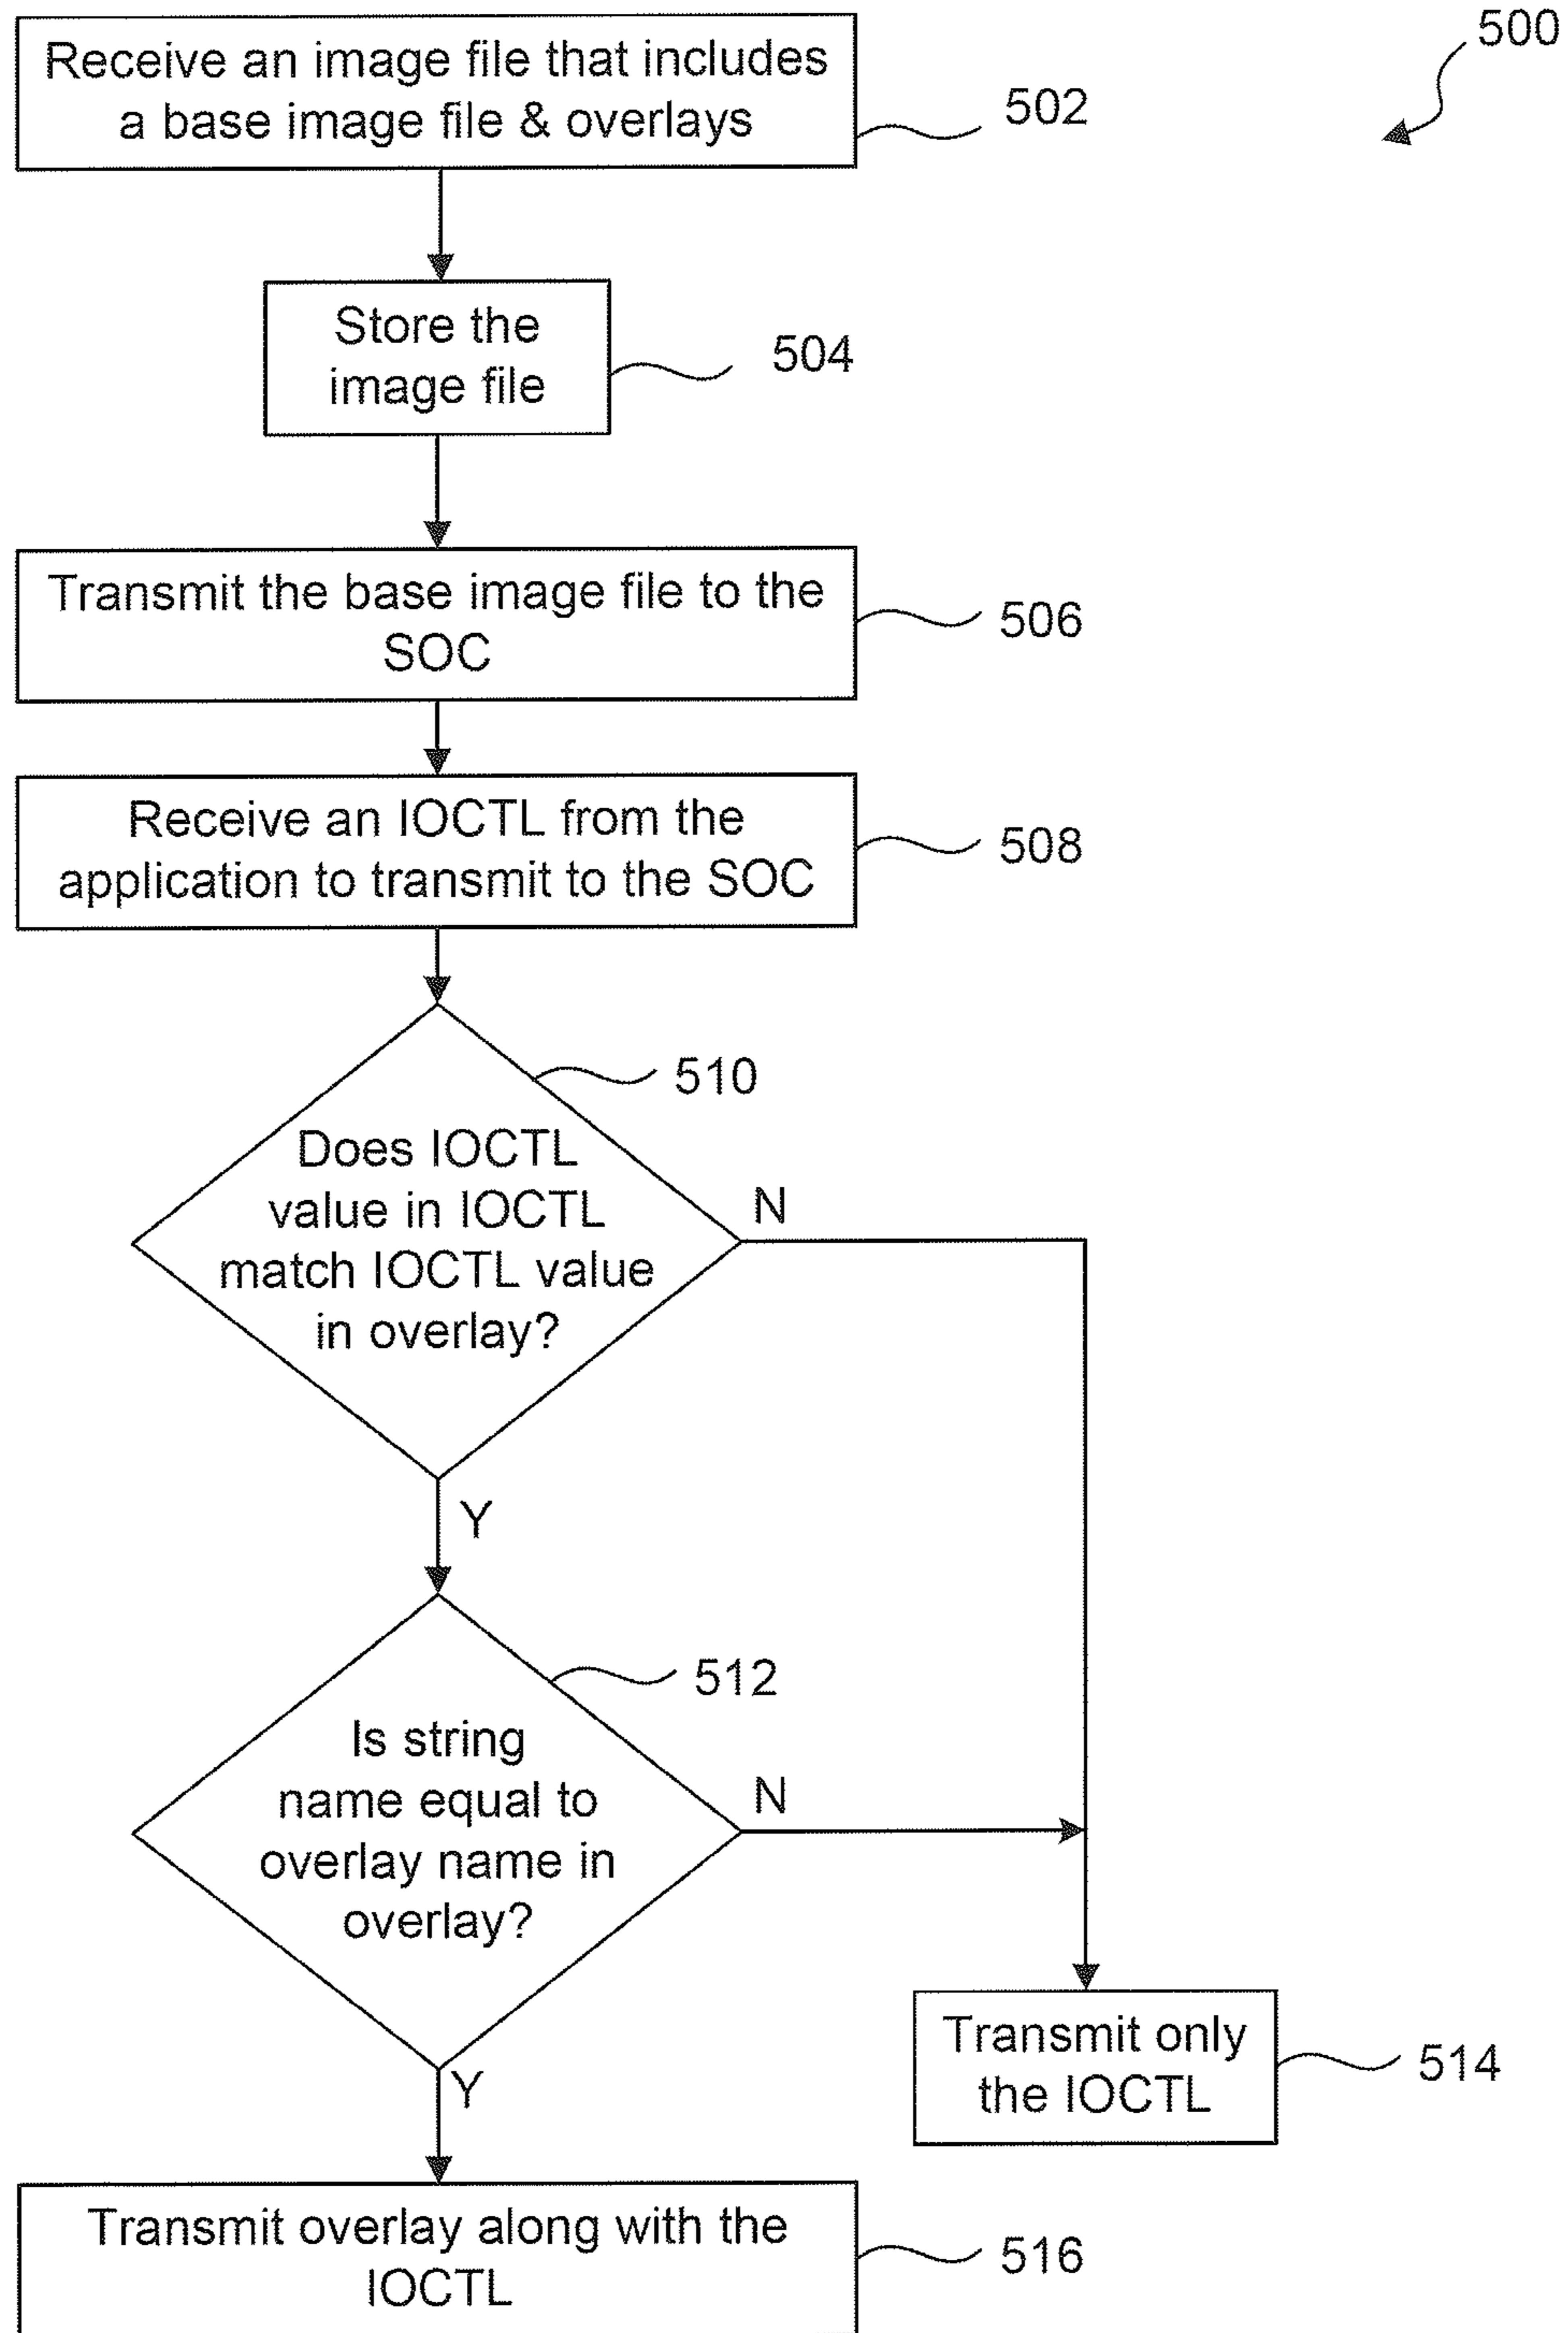 500
Receive an image file that includes
a base image file & overlays
502
Store the
image file
504
Transmit the base image file to the
SOC
506
Receive an IOCTL from the
application to transmit to the SOC
508
510
Does IOCTL
value in IOCTL
match IOCTL value
in overlay?
N
Y
512
Is string
name equal to
overlay name in
overlay?
N
Y
Transmit only
the IOCTL
514
Transmit overlay along with the
IOCTL
516